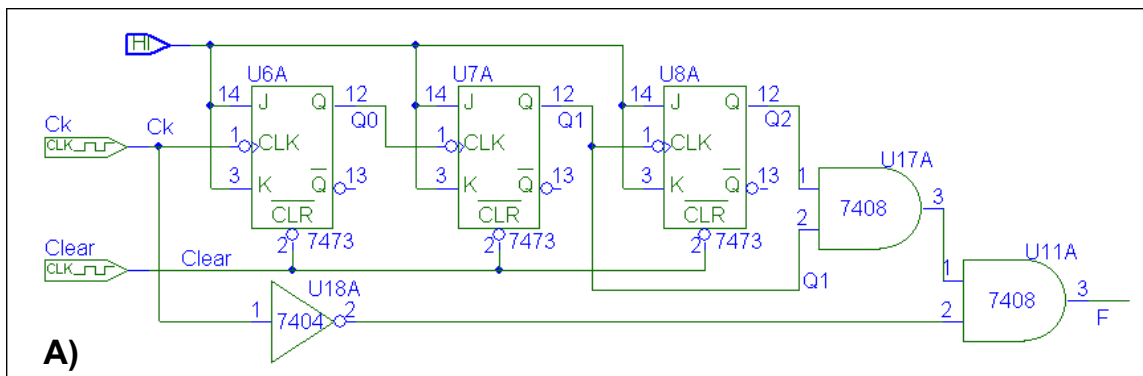 HI
U6A U7A U8A
14 J Q 12 14 J Q 12 14 J Q 12
Ck Ck Q0 Q1 Q2
CLK 1 CLK 1 CLK 1 CLK
U17A
3 K Q 13 3 K Q 13 3 K Q 13
1
7408 3
CLR CLR CLR 2
2 7473 2 7473 2 7473
Clear Clear
CLK
U11A
U18A Q1 1
7408 3
1 7404 2 2 F
A)